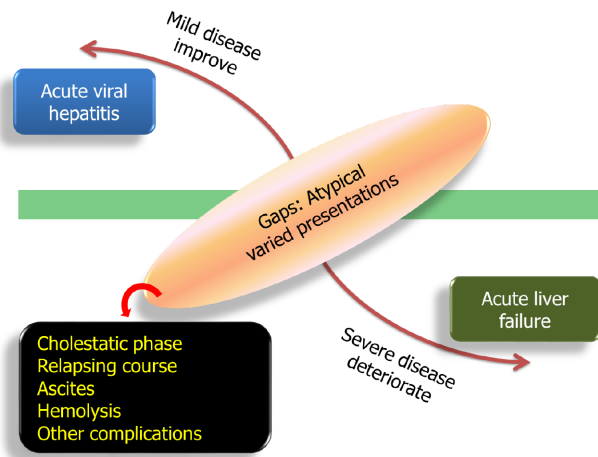 Mild disease
improve
Acute viral
hepatitis
Gaps: Atypical
varied presentations
Acute liver
failure
Severe disease
deteriorate
Cholestatic phase
Relapsing course
Ascites
Hemolysis
Other complications